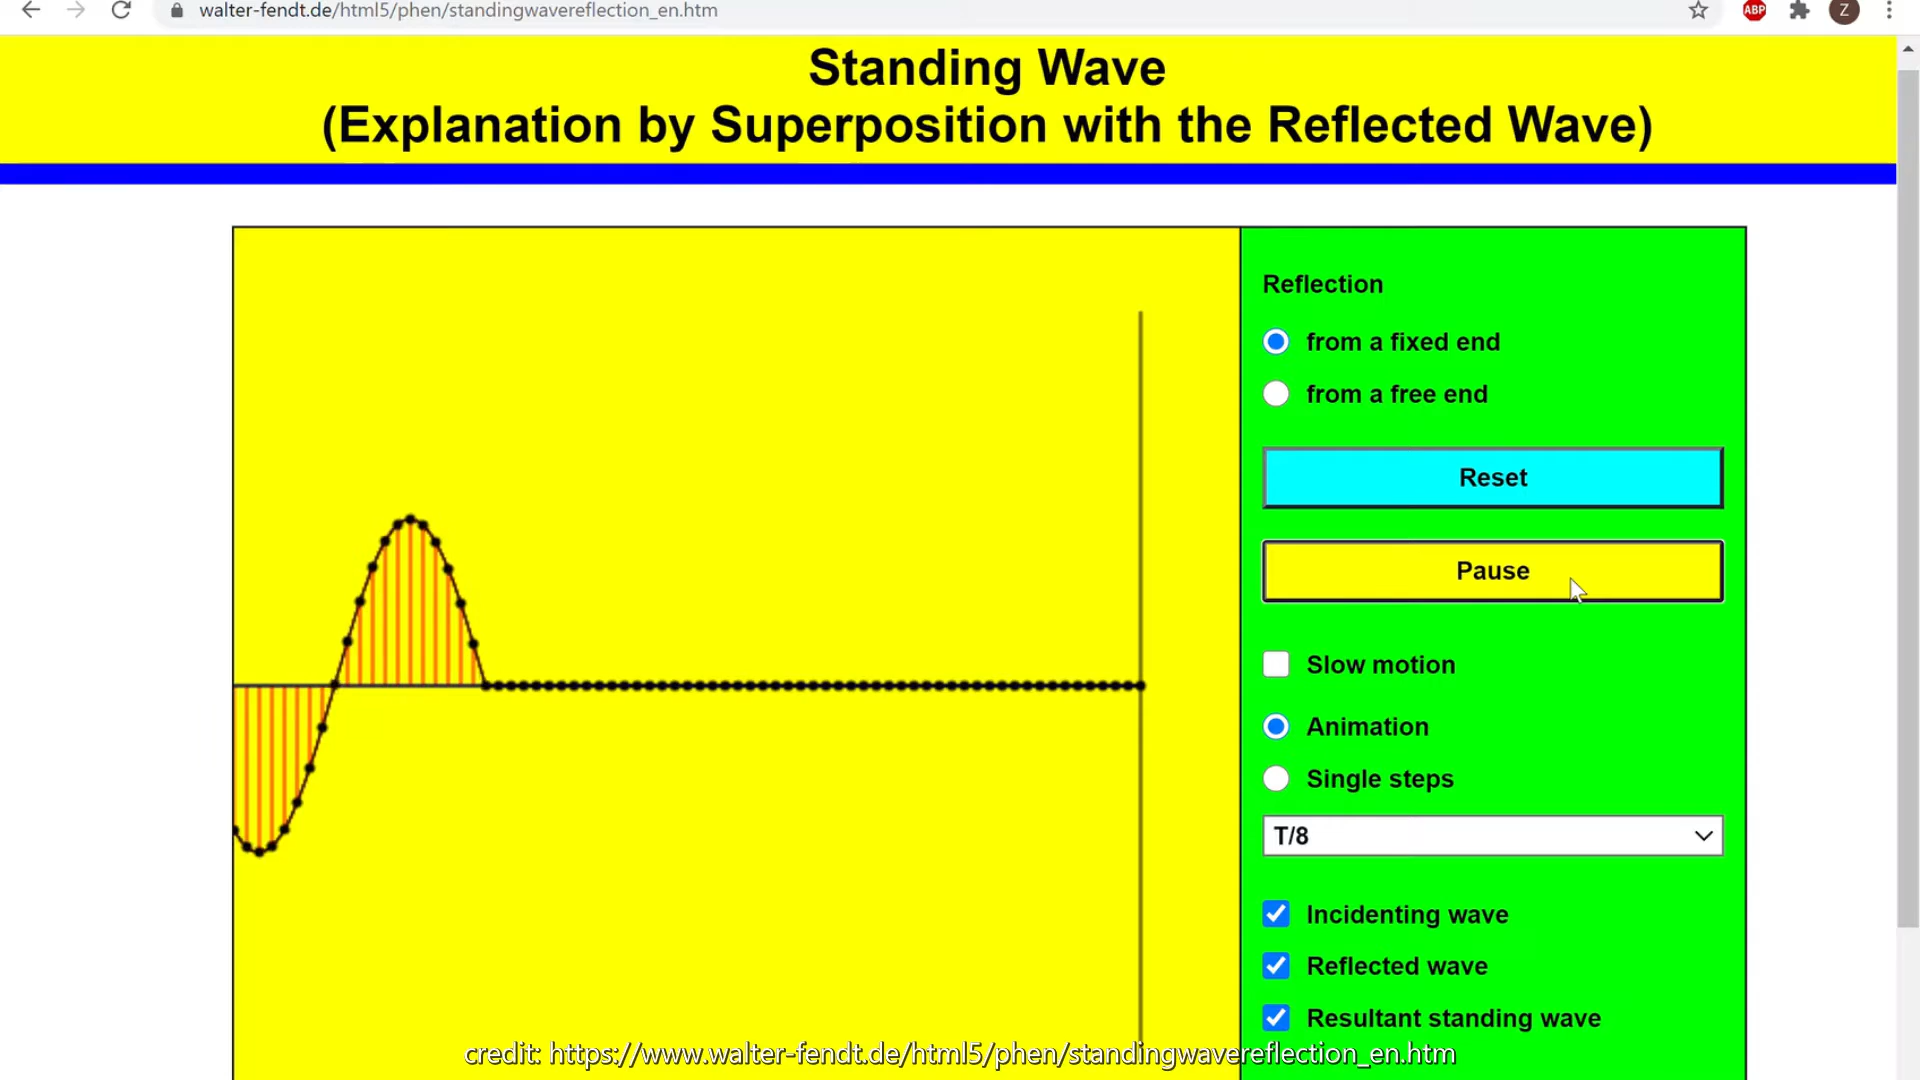 walter-fendt.de/html5/phen/standingwavereflection_en.htm
ABP
Z
Standing Wave
(Explanation by Superposition with the Reflected Wave)
Reflection
from a fixed end
from a free end
Reset
Pause
Slow motion
Animation
Single steps
T/8
Incidenting wave
Reflected wave
Resultant standing wave
credit: https://www.walter-fendt.de/html5/phen/standingwavereflection_en.htm